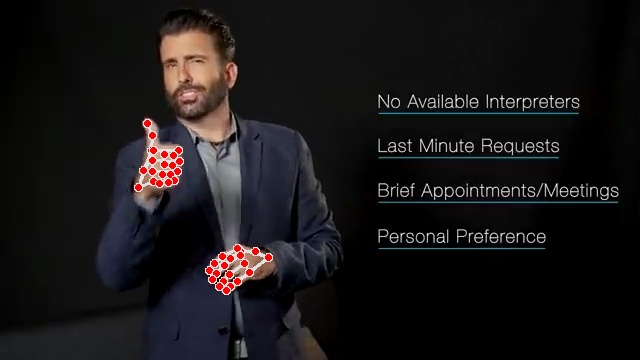 No Available Interpreters
Last Minute Requests
Brief Appointments/Meetings
Personal Preference